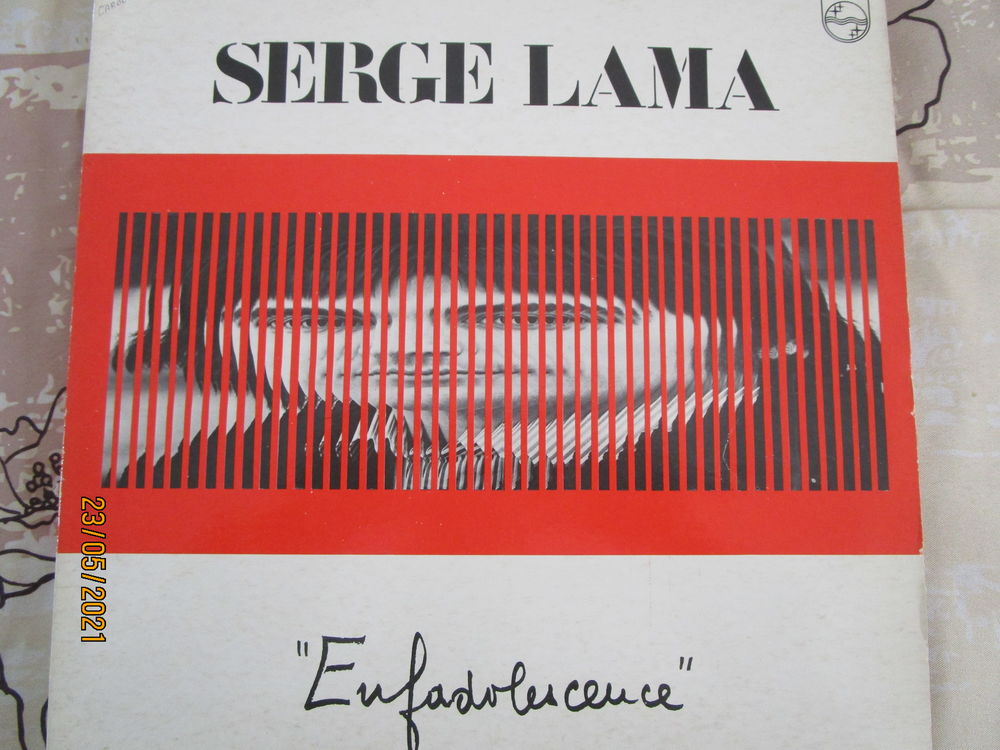 SERGE LAMA
23/05/2021
"Enfadolescence"